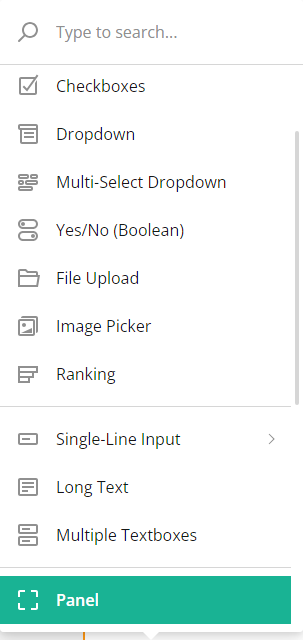 Type to search...
Checkboxes
Dropdown
Multi-Select Dropdown
Yes/No (Boolean)
File Upload
Image Picker
Ranking
Single-Line Input
Long Text
Multiple Textboxes
Panel